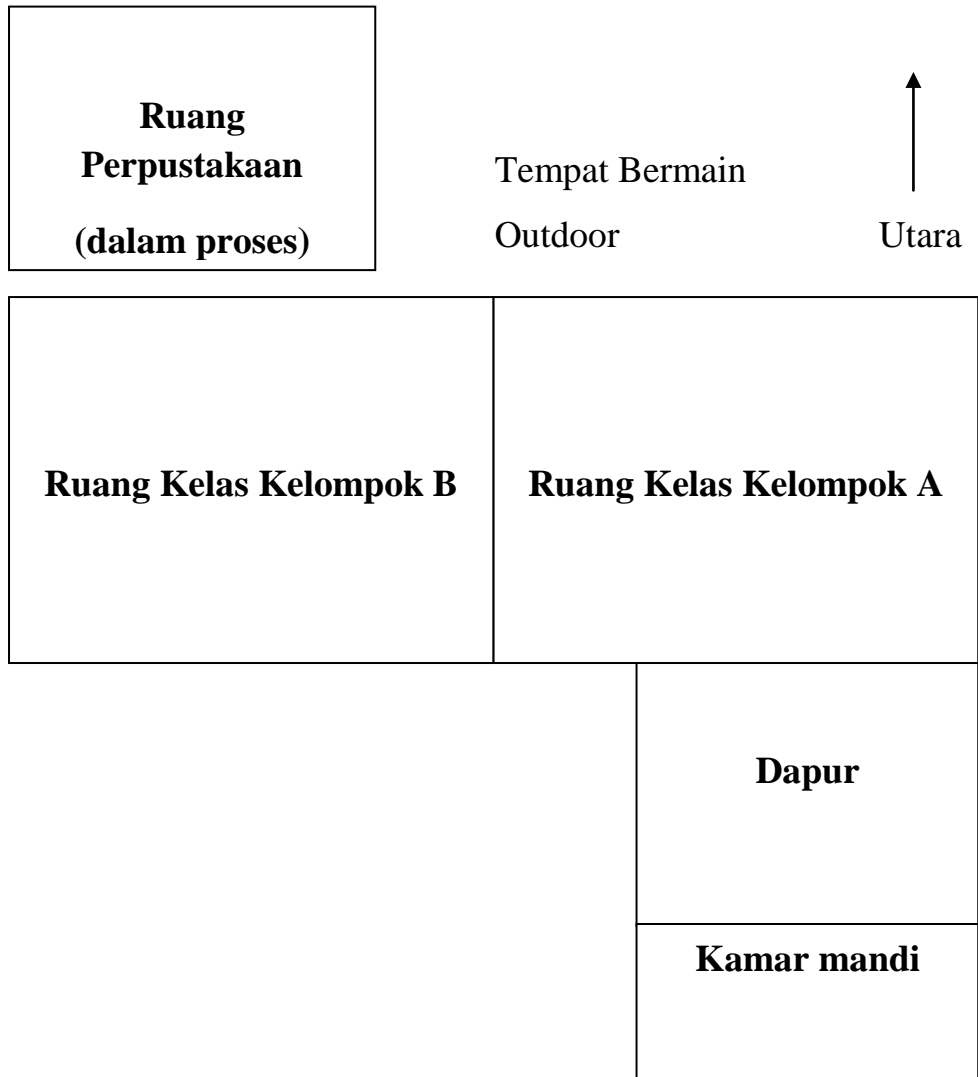 Ruang
Perpustakaan
(dalam proses)
Tempat Bermain
Outdoor
Utara
Ruang Kelas Kelompok B
Ruang Kelas Kelompok A
Dapur
Kamar mandi